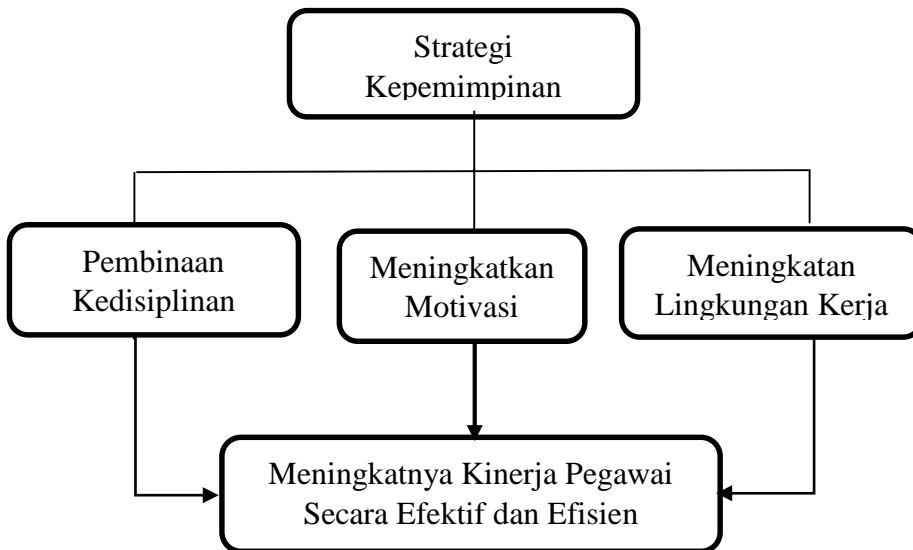 Strategi
Kepemimpinan
Pembinaan
Kedisiplinan
Meningkatkan
Motivasi
Meningkatan
Lingkungan Kerja
Meningkatnya Kinerja Pegawai
Secara Efektif dan Efisien